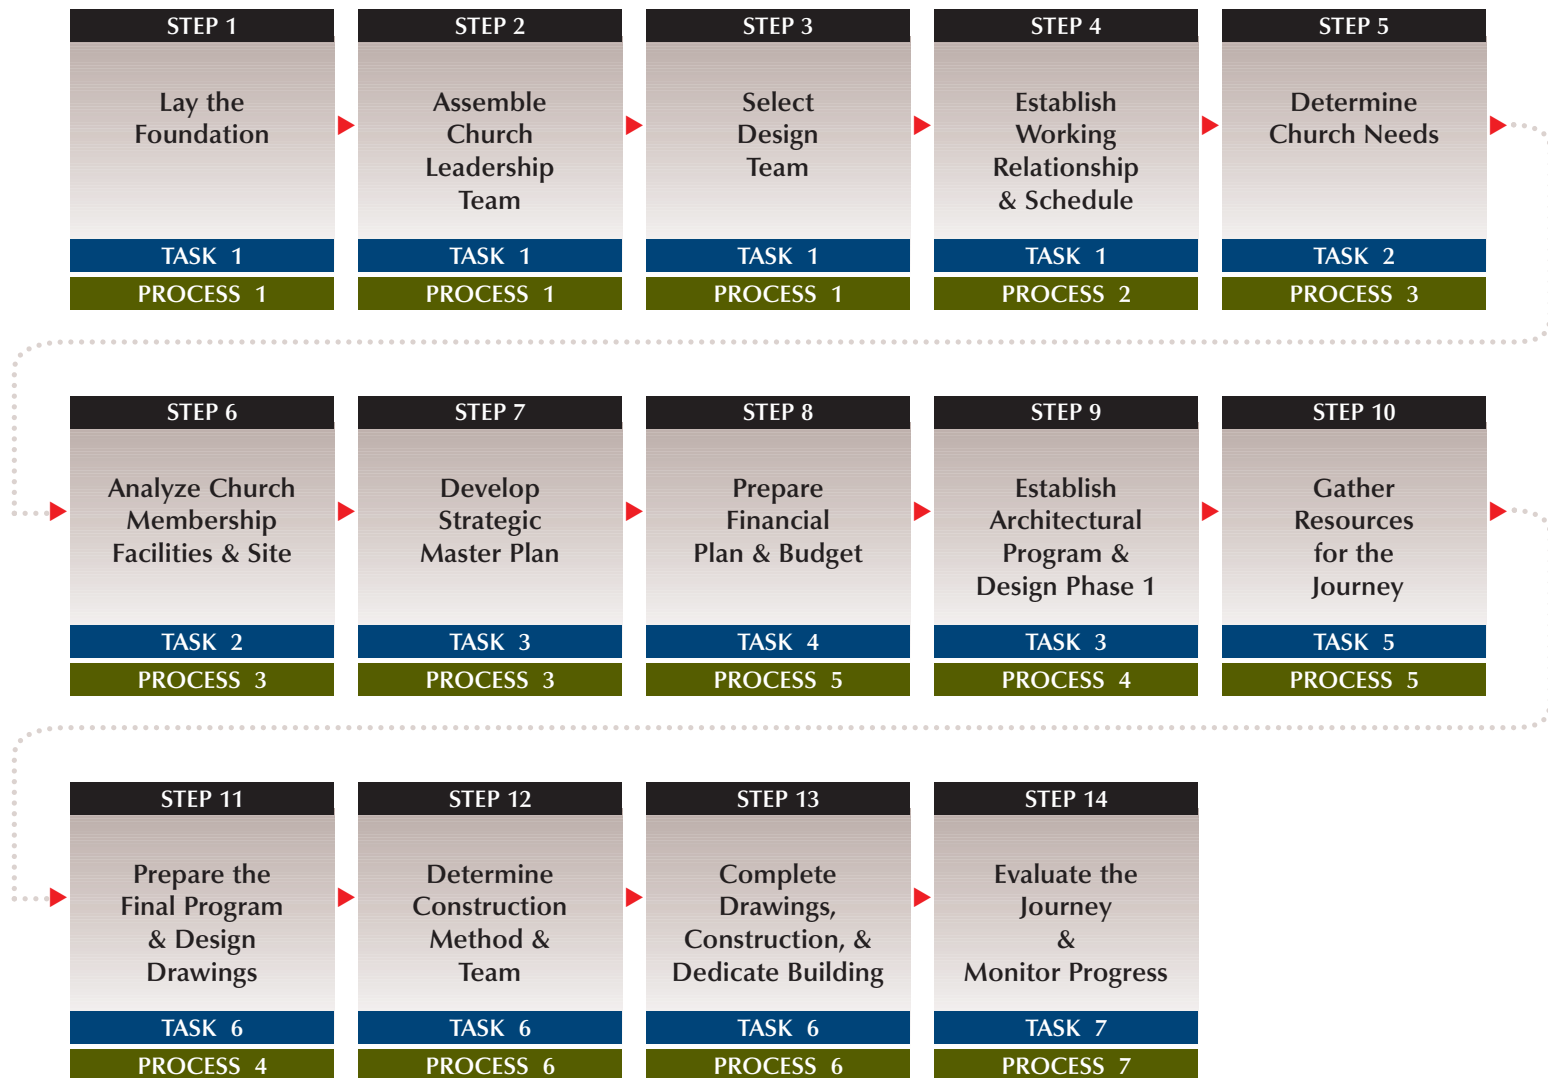 STEP 1
Lay the
Foundation
TASK 1
PROCESS 1
STEP 2
Assemble
Church
Leadership
Team
TASK 1
PROCESS 1
STEP 3
Select
Design
Team
TASK 1
PROCESS 1
STEP 4
Establish
Working
Relationship
& Schedule
TASK 1
PROCESS 2
STEP 5
Determine
Church Needs
TASK 2
PROCESS 3
STEP 6
Analyze Church
Membership
Facilities & Site
TASK 2
PROCESS 3
STEP 7
Develop
Strategic
Master Plan
TASK 3
PROCESS 3
STEP 8
Prepare
Financial
Plan & Budget
TASK 4
PROCESS 5
STEP 9
Establish
Architectural
Program &
Design Phase 1
TASK 3
PROCESS 4
STEP 10
Gather
Resources
for the
Journey
TASK 5
PROCESS 5
STEP 11
Prepare the
Final Program
& Design
Drawings
TASK 6
PROCESS 4
STEP 12
Determine
Construction
Method &
Team
TASK 6
PROCESS 6
STEP 13
Complete
Drawings,
Construction, &
Dedicate Building
TASK 6
PROCESS 6
STEP 14
Evaluate the
Journey
&
Monitor Progress
TASK 7
PROCESS 7